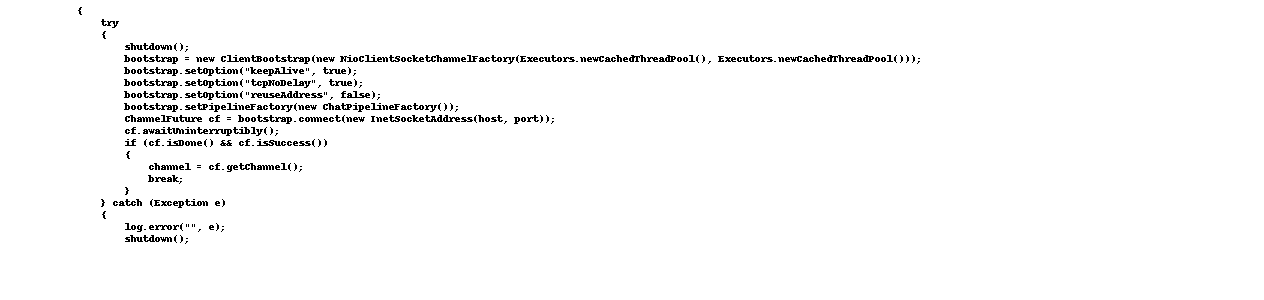 {
try
{
shutdown();
bootstrap = new ClientBootstrap(new NioClientSocketChannelFactory(Executors.newCachedThreadPool(), Executors.newCachedThreadPool()));
bootstrap.setOption("keepAlive", true);
bootstrap.setOption("tcpNoDelay", true);
bootstrap.setOption("reuseAddress", false);
bootstrap.setPipelineFactory(new ChatPipelineFactory());
ChannelFuture cf = bootstrap.connect(new InetSocketAddress(host, port));
cf.awaitUninterruptibly();
if (cf.isDone() && cf.isSuccess())
{
channel = cf.getChannel();
break;
}
} catch (Exception e)
{
log.error("", e);
shutdown();